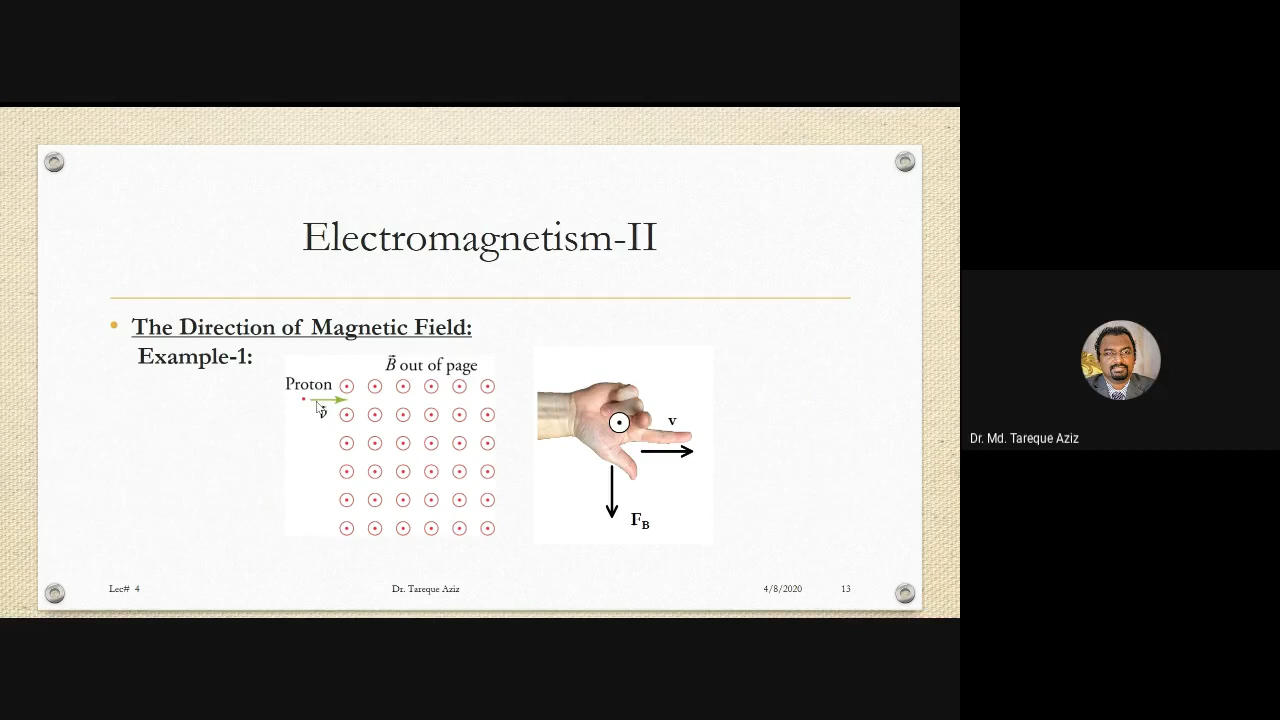 Electromagnetism-II
• The Direction of Magnetic Field:
Example-1:
B⃗ out of page
Proton
v⃗
v
F_B
Lec# 4
Dr. Tareque Aziz
4/8/2020
13
Dr. Md. Tareque Aziz